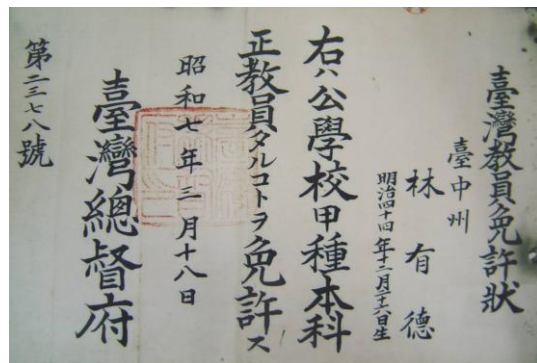 臺灣教員免許狀
臺中州
林有德
明治四十四年十二月二十六日生
右ハ公學校甲種本科
正教員タルコトヲ免許ス
昭和七年三月十八日
臺灣總督府
第二三七八號